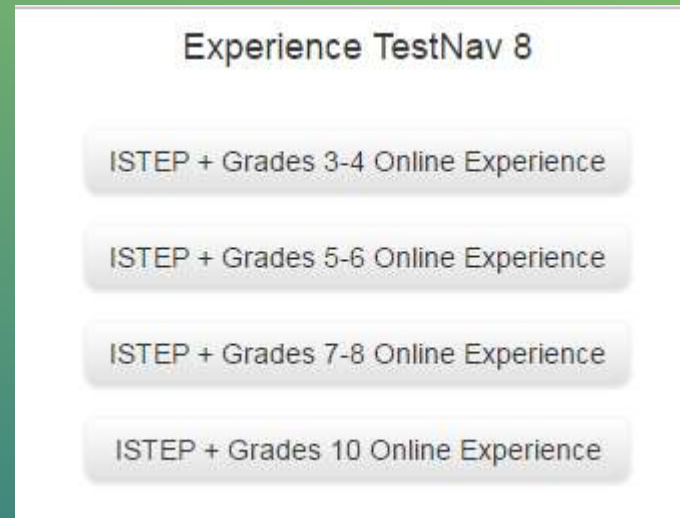 Experience TestNav 8
ISTEP + Grades 3-4 Online Experience
ISTEP + Grades 5-6 Online Experience
ISTEP + Grades 7-8 Online Experience
ISTEP + Grades 10 Online Experience